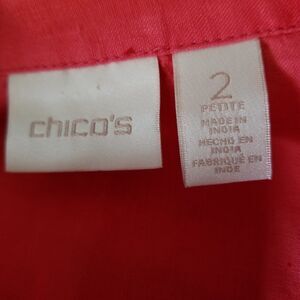 chico's
2
PETITE
MADE IN
INDIA
HECHO EN
INDIA
FABRIQUÉ EN
INDE